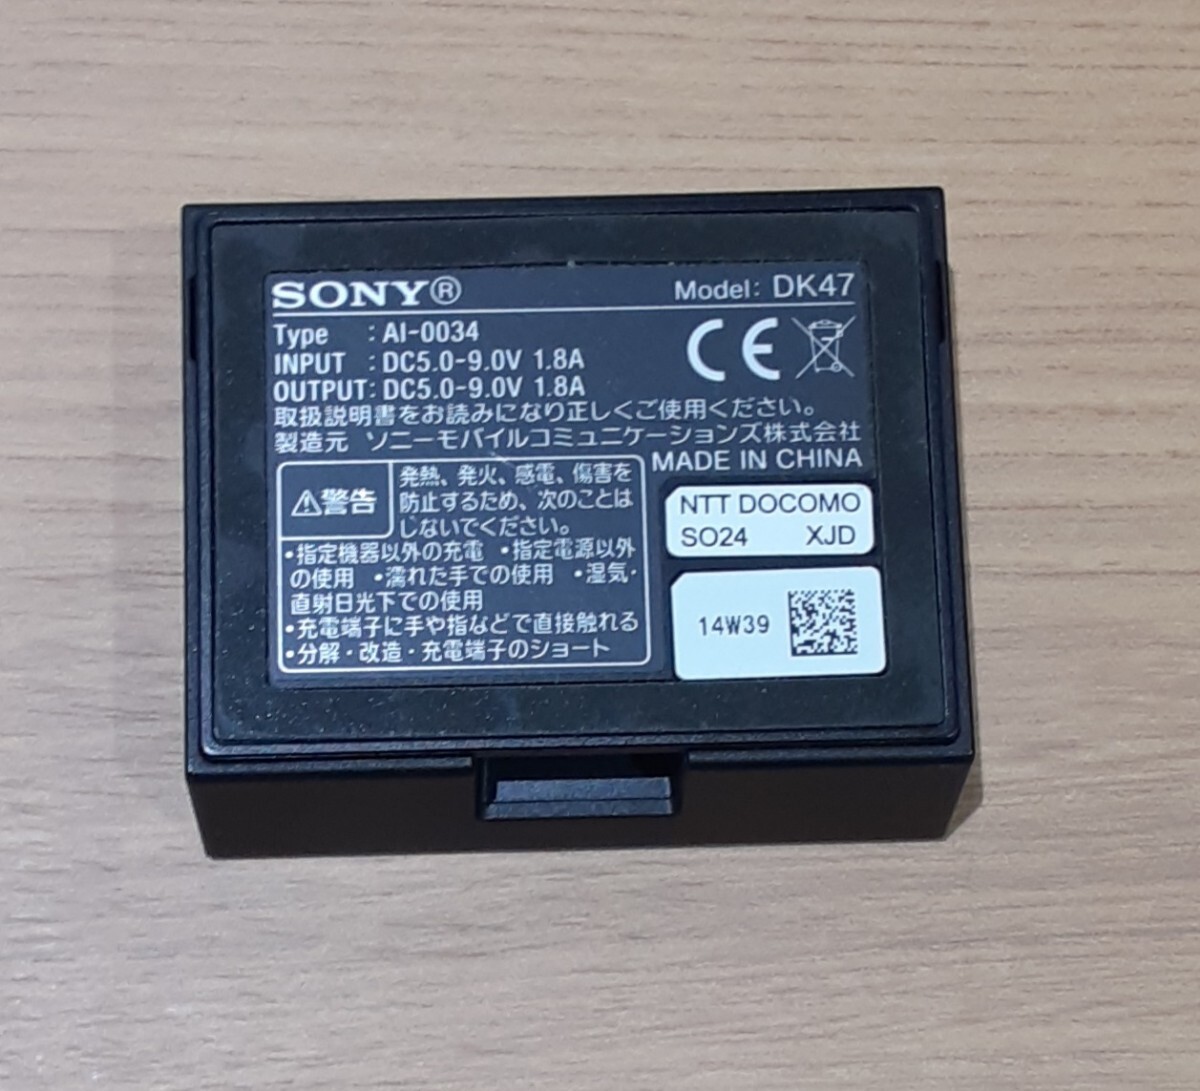 SONY®
Model: DK47
Type : AI-0034
INPUT : DC5.0-9.0V 1.8A
OUTPUT: DC5.0-9.0V 1.8A
CE
取扱説明書をお読みになり正しくご使用ください。
製造元 ソニーモバイルコミュニケーションズ株式会社
MADE IN CHINA
⚠警告
発熱、発火、感電、傷害を
防止するため、次のことは
しないでください。
•指定機器以外の充電 •指定電源以外
の使用 •濡れた手での使用 •湿気・
直射日光下での使用
•充電端子に手や指などで直接触れる
•分解・改造・充電端子のショート
NTT DOCOMO
SO24 XJD
14W39